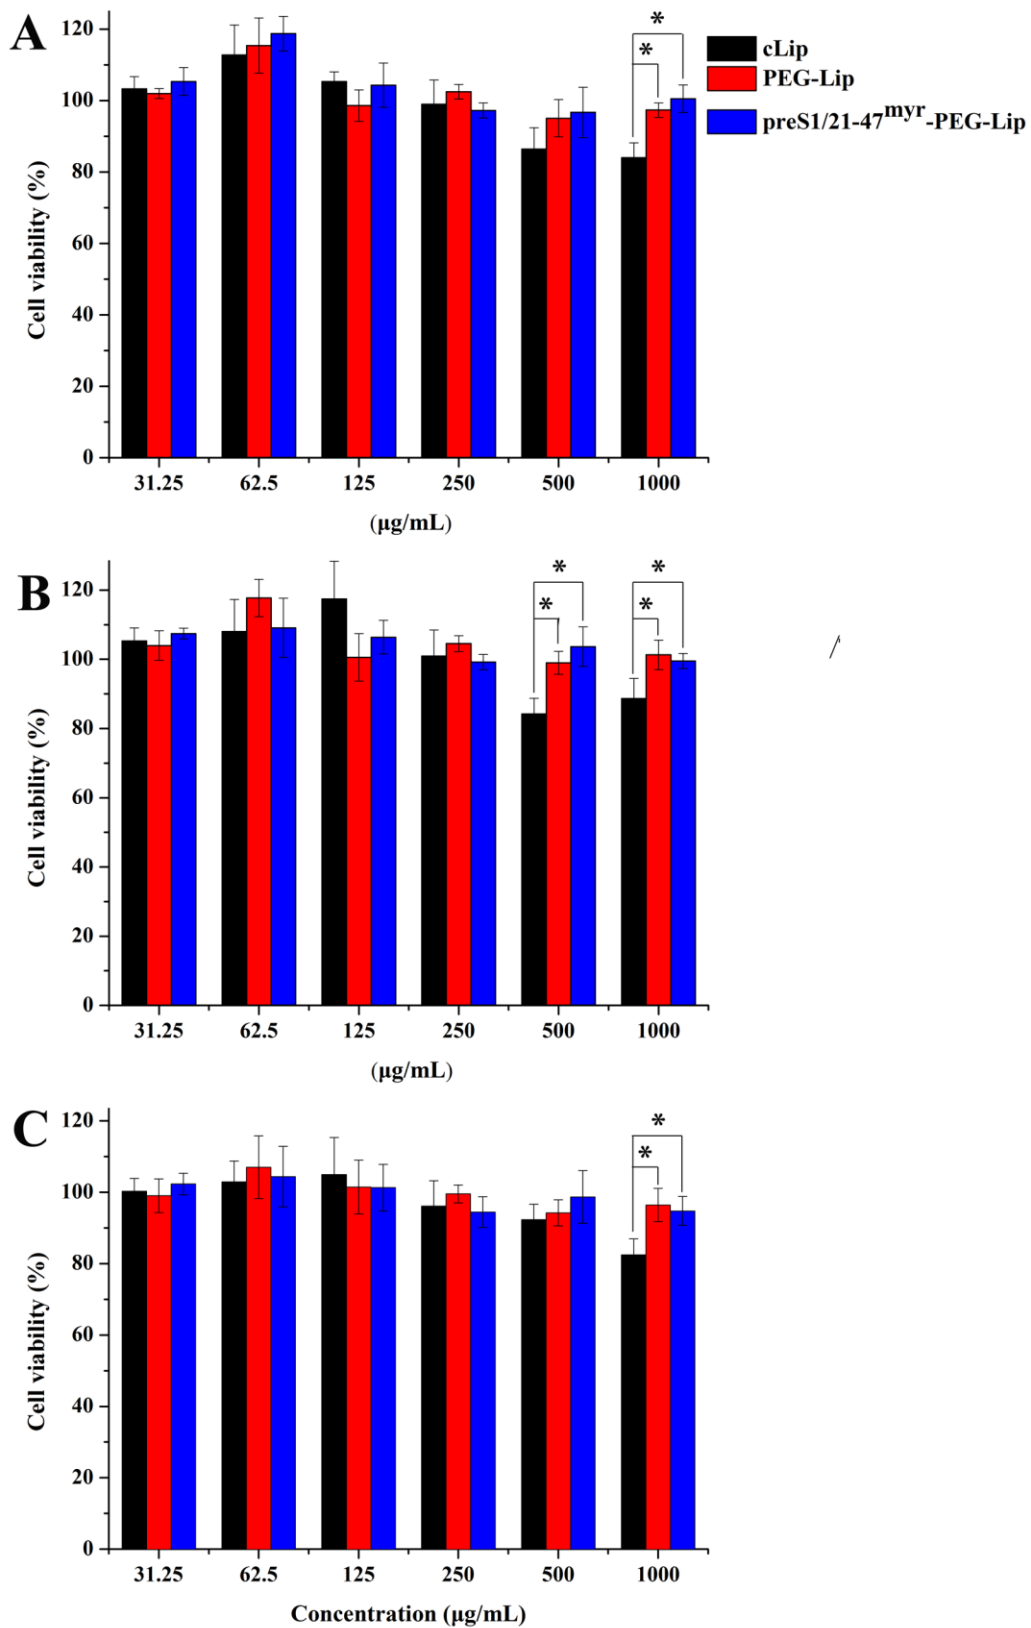 A
120
100
80
60
40
20
0
Cell viability (%)
31.25 62.5 125 250 500 1000
(µg/mL)
* *
cLip
PEG-Lip
preS1/21-47myr-PEG-Lip
B
120
100
80
60
40
20
0
Cell viability (%)
31.25 62.5 125 250 500 1000
(µg/mL)
* * * *
/
C
120
100
80
60
40
20
0
Cell viability (%)
31.25 62.5 125 250 500 1000
Concentration (µg/mL)
* *